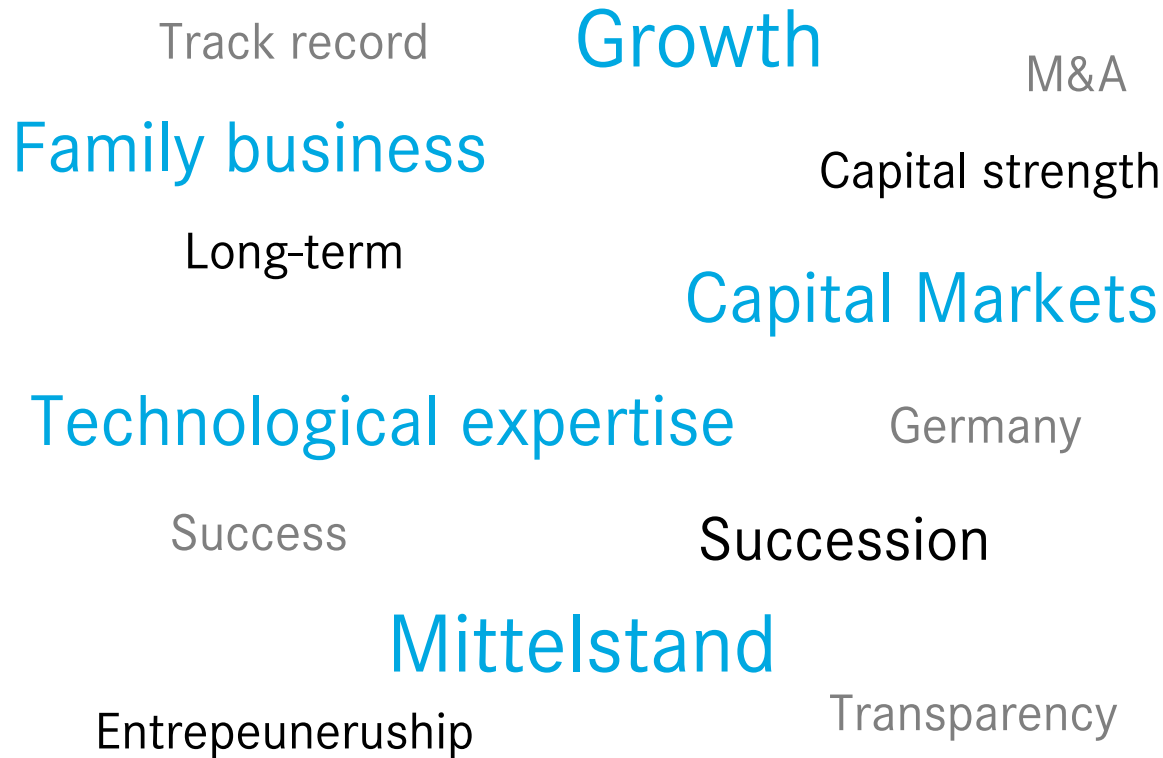 Track record
Growth
M&A
Family business
Capital strength
Long-term
Capital Markets
Technological expertise
Germany
Success
Succession
Mittelstand
Entrepeuneruship
Transparency